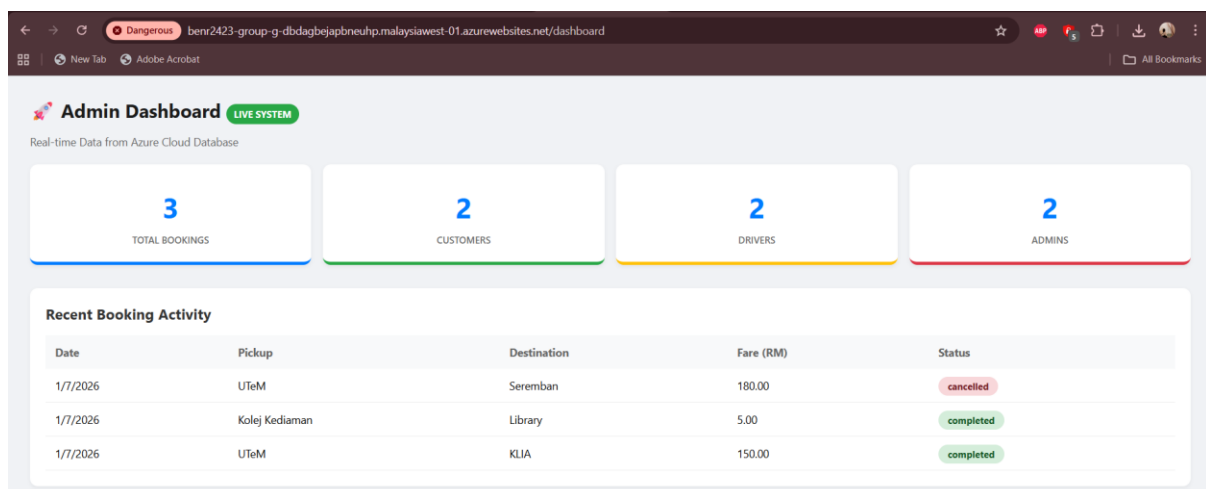 Dangerous benr2423-group-g-dbdagbejapbneuhp.malaysiawest-01.azurewebsites.net/dashboard
ABP S
New Tab Adobe Acrobat All Bookmarks
Admin Dashboard LIVE SYSTEM
Real-time Data from Azure Cloud Database
3 2 2 2
TOTAL BOOKINGS CUSTOMERS DRIVERS ADMINS
Recent Booking Activity
Date Pickup Destination Fare (RM) Status
1/7/2026 UTeM Seremban 180.00 cancelled
1/7/2026 Kolej Kediaman Library 5.00 completed
1/7/2026 UTeM KLIA 150.00 completed